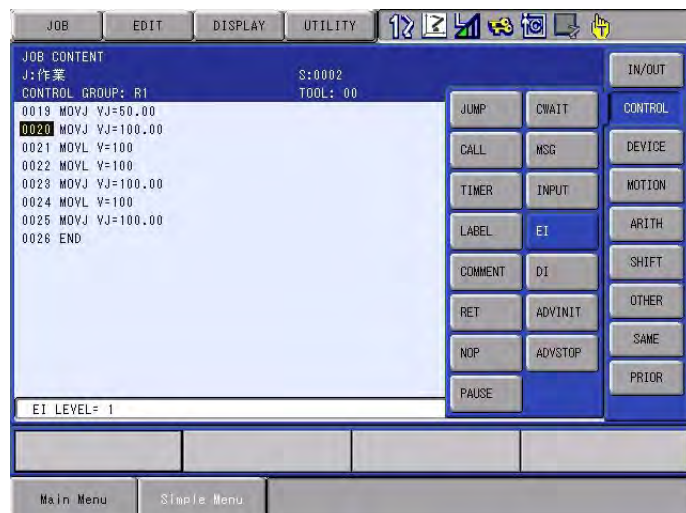 JOB EDIT DISPLAY UTILITY
JOB CONTENT
J:作業 S:0002
CONTROL GROUP: R1 TOOL: 00
0019 MOVJ VJ=50.00
0020 MOVJ VJ=100.00
0021 MOVL V=100
0022 MOVL V=100
0023 MOVJ VJ=100.00
0024 MOVL V=100
0025 MOVJ VJ=100.00
0026 END
JUMP CWAIT
CALL MSG
TIMER INPUT
LABEL EI
COMMENT DI
RET ADVINIT
NOP ADVSTOP
PAUSE
IN/OUT
CONTROL
DEVICE
MOTION
ARITH
SHIFT
OTHER
SAME
PRIOR
EI LEVEL= 1
Main Menu Simple Menu